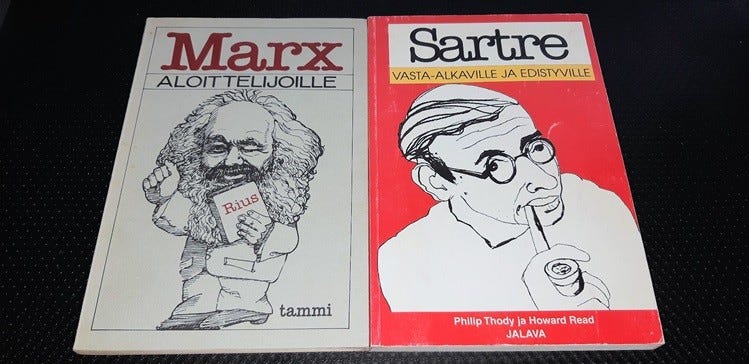 Marx
ALOITTELIJOILLE
Rius
tammi
Sartre
VASTA-ALKAVILLE JA EDISTYVILLE
Philip Thody ja Howard Read
JALAVA